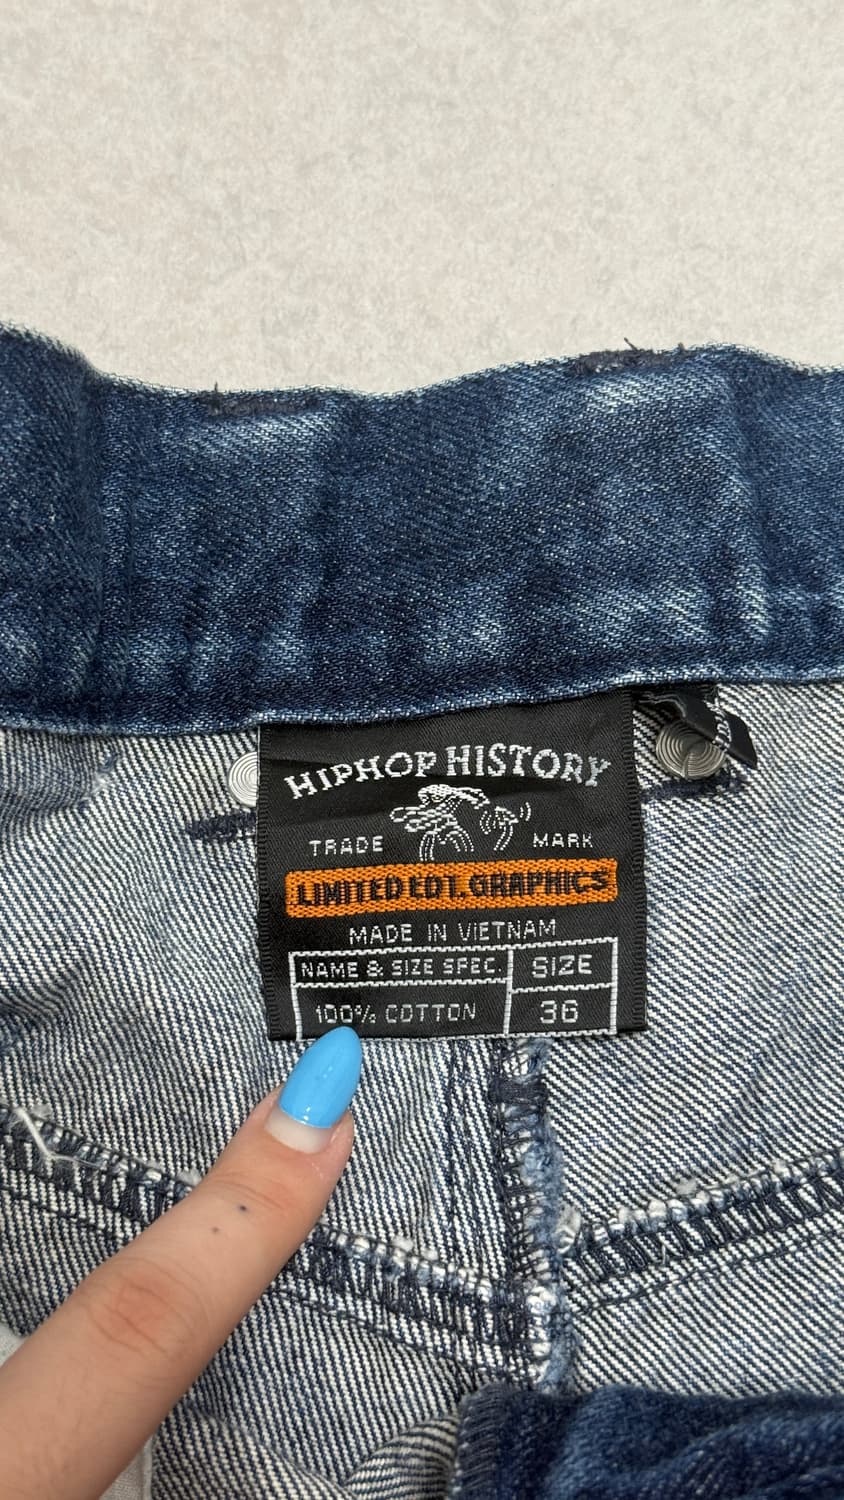 HIPHOP HISTORY
TRADE MARK
LIMITED EDT. GRAPHICS
MADE IN VIETNAM
NAME & SIZE SPEC. SIZE
100% COTTON 36